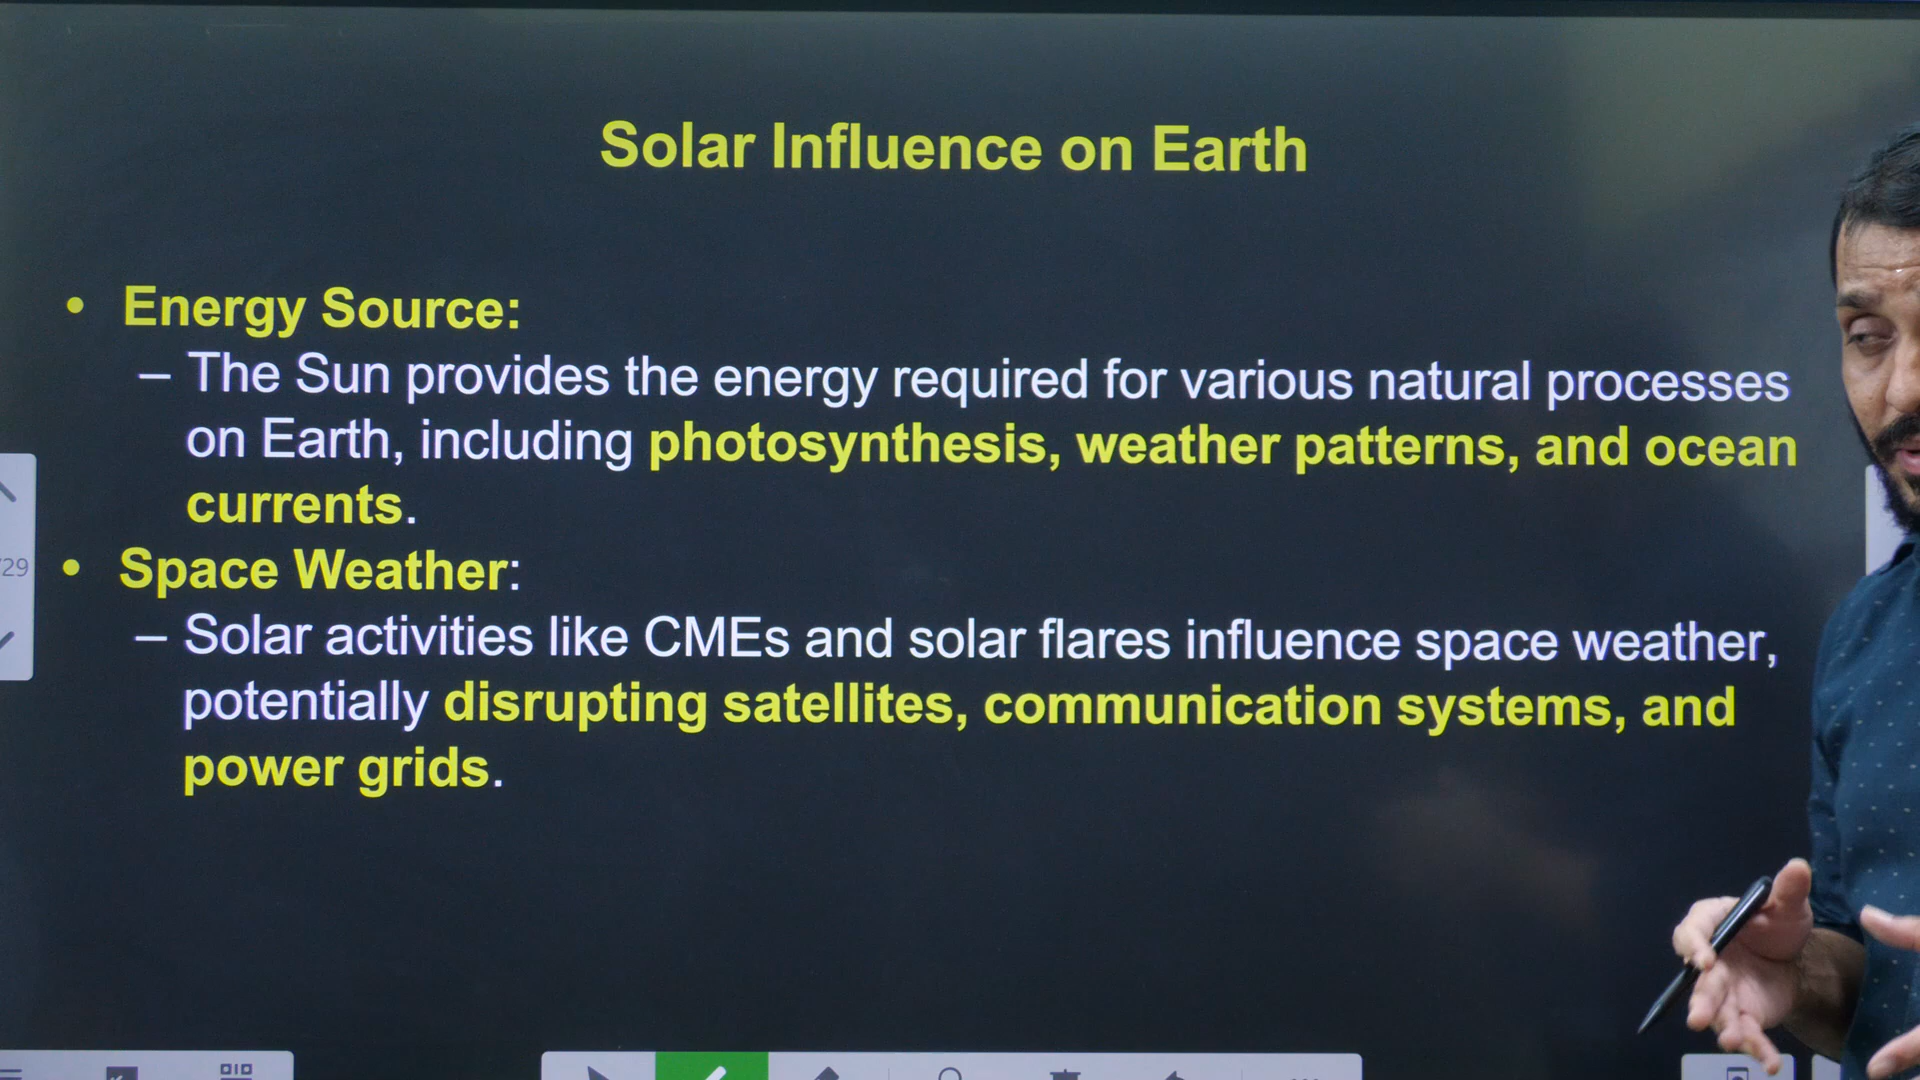 Solar Influence on Earth
• Energy Source:
– The Sun provides the energy required for various natural processes
on Earth, including photosynthesis, weather patterns, and ocean
currents.
/29
• Space Weather:
– Solar activities like CMEs and solar flares influence space weather,
potentially disrupting satellites, communication systems, and
power grids.